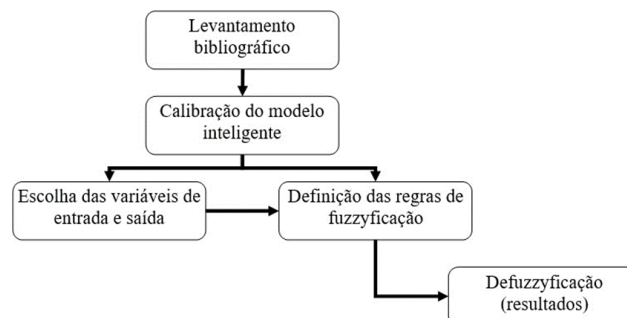 Levantamento
bibliográfico
Calibração do modelo
inteligente
Escolha das variáveis de
entrada e saída
Definição das regras de
fuzzyficação
Defuzzyficação
(resultados)